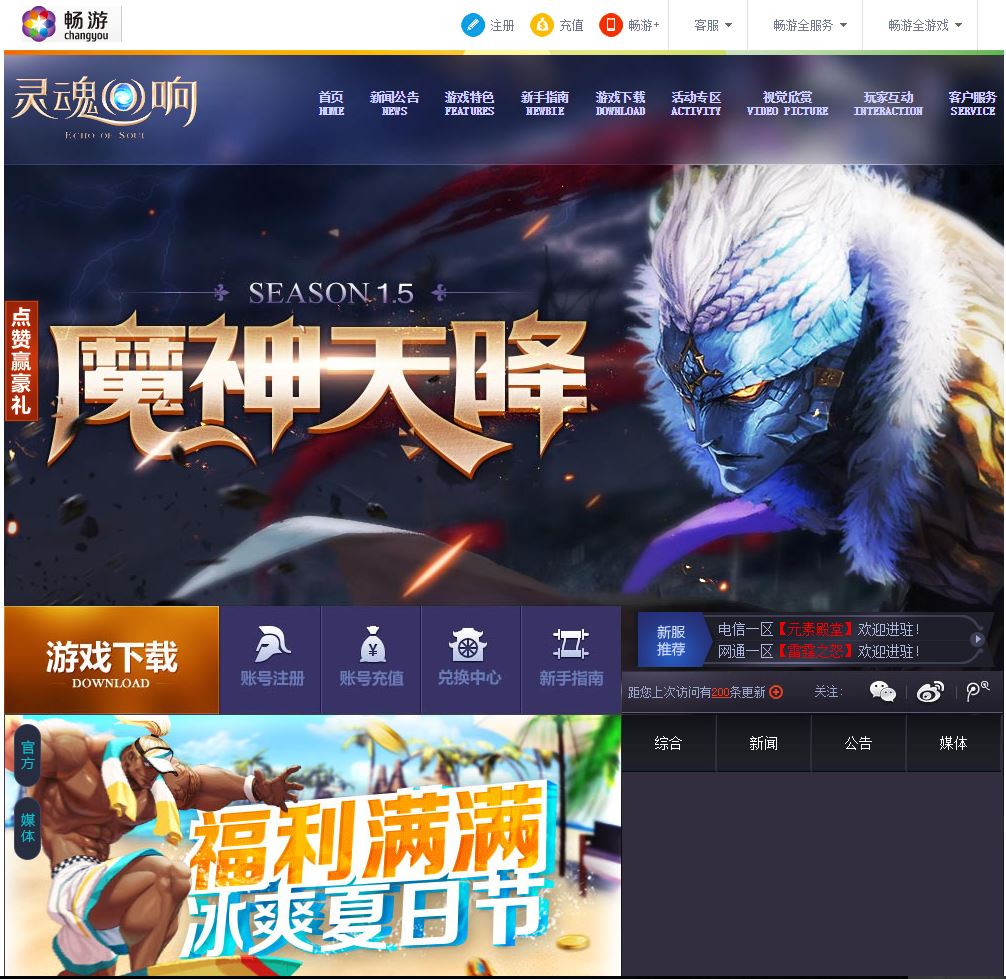 畅游
changyou
注册
充值
畅游+
客服
畅游全服务
畅游全游戏
灵魂回响
ECHO OF SOUL
首页
HOME
新闻公告
NEWS
游戏特色
FEATURES
新手指南
NEWBIE
游戏下载
DOWNLOAD
活动专区
ACTIVITY
视觉欣赏
VIDEO PICTURE
玩家互动
INTERACTION
客户服务
SERVICE
SEASON 1.5
魔神天降
点赞赢豪礼
游戏下载
DOWNLOAD
账号注册
账号充值
兑换中心
新手指南
新服
推荐
电信一区【元素殿堂】欢迎进驻!
网通一区【雷霆之怒】欢迎进驻!
距您上次访问有200条更新
关注:
综合
新闻
公告
媒体
官方
媒体
福利满满
冰爽夏日节